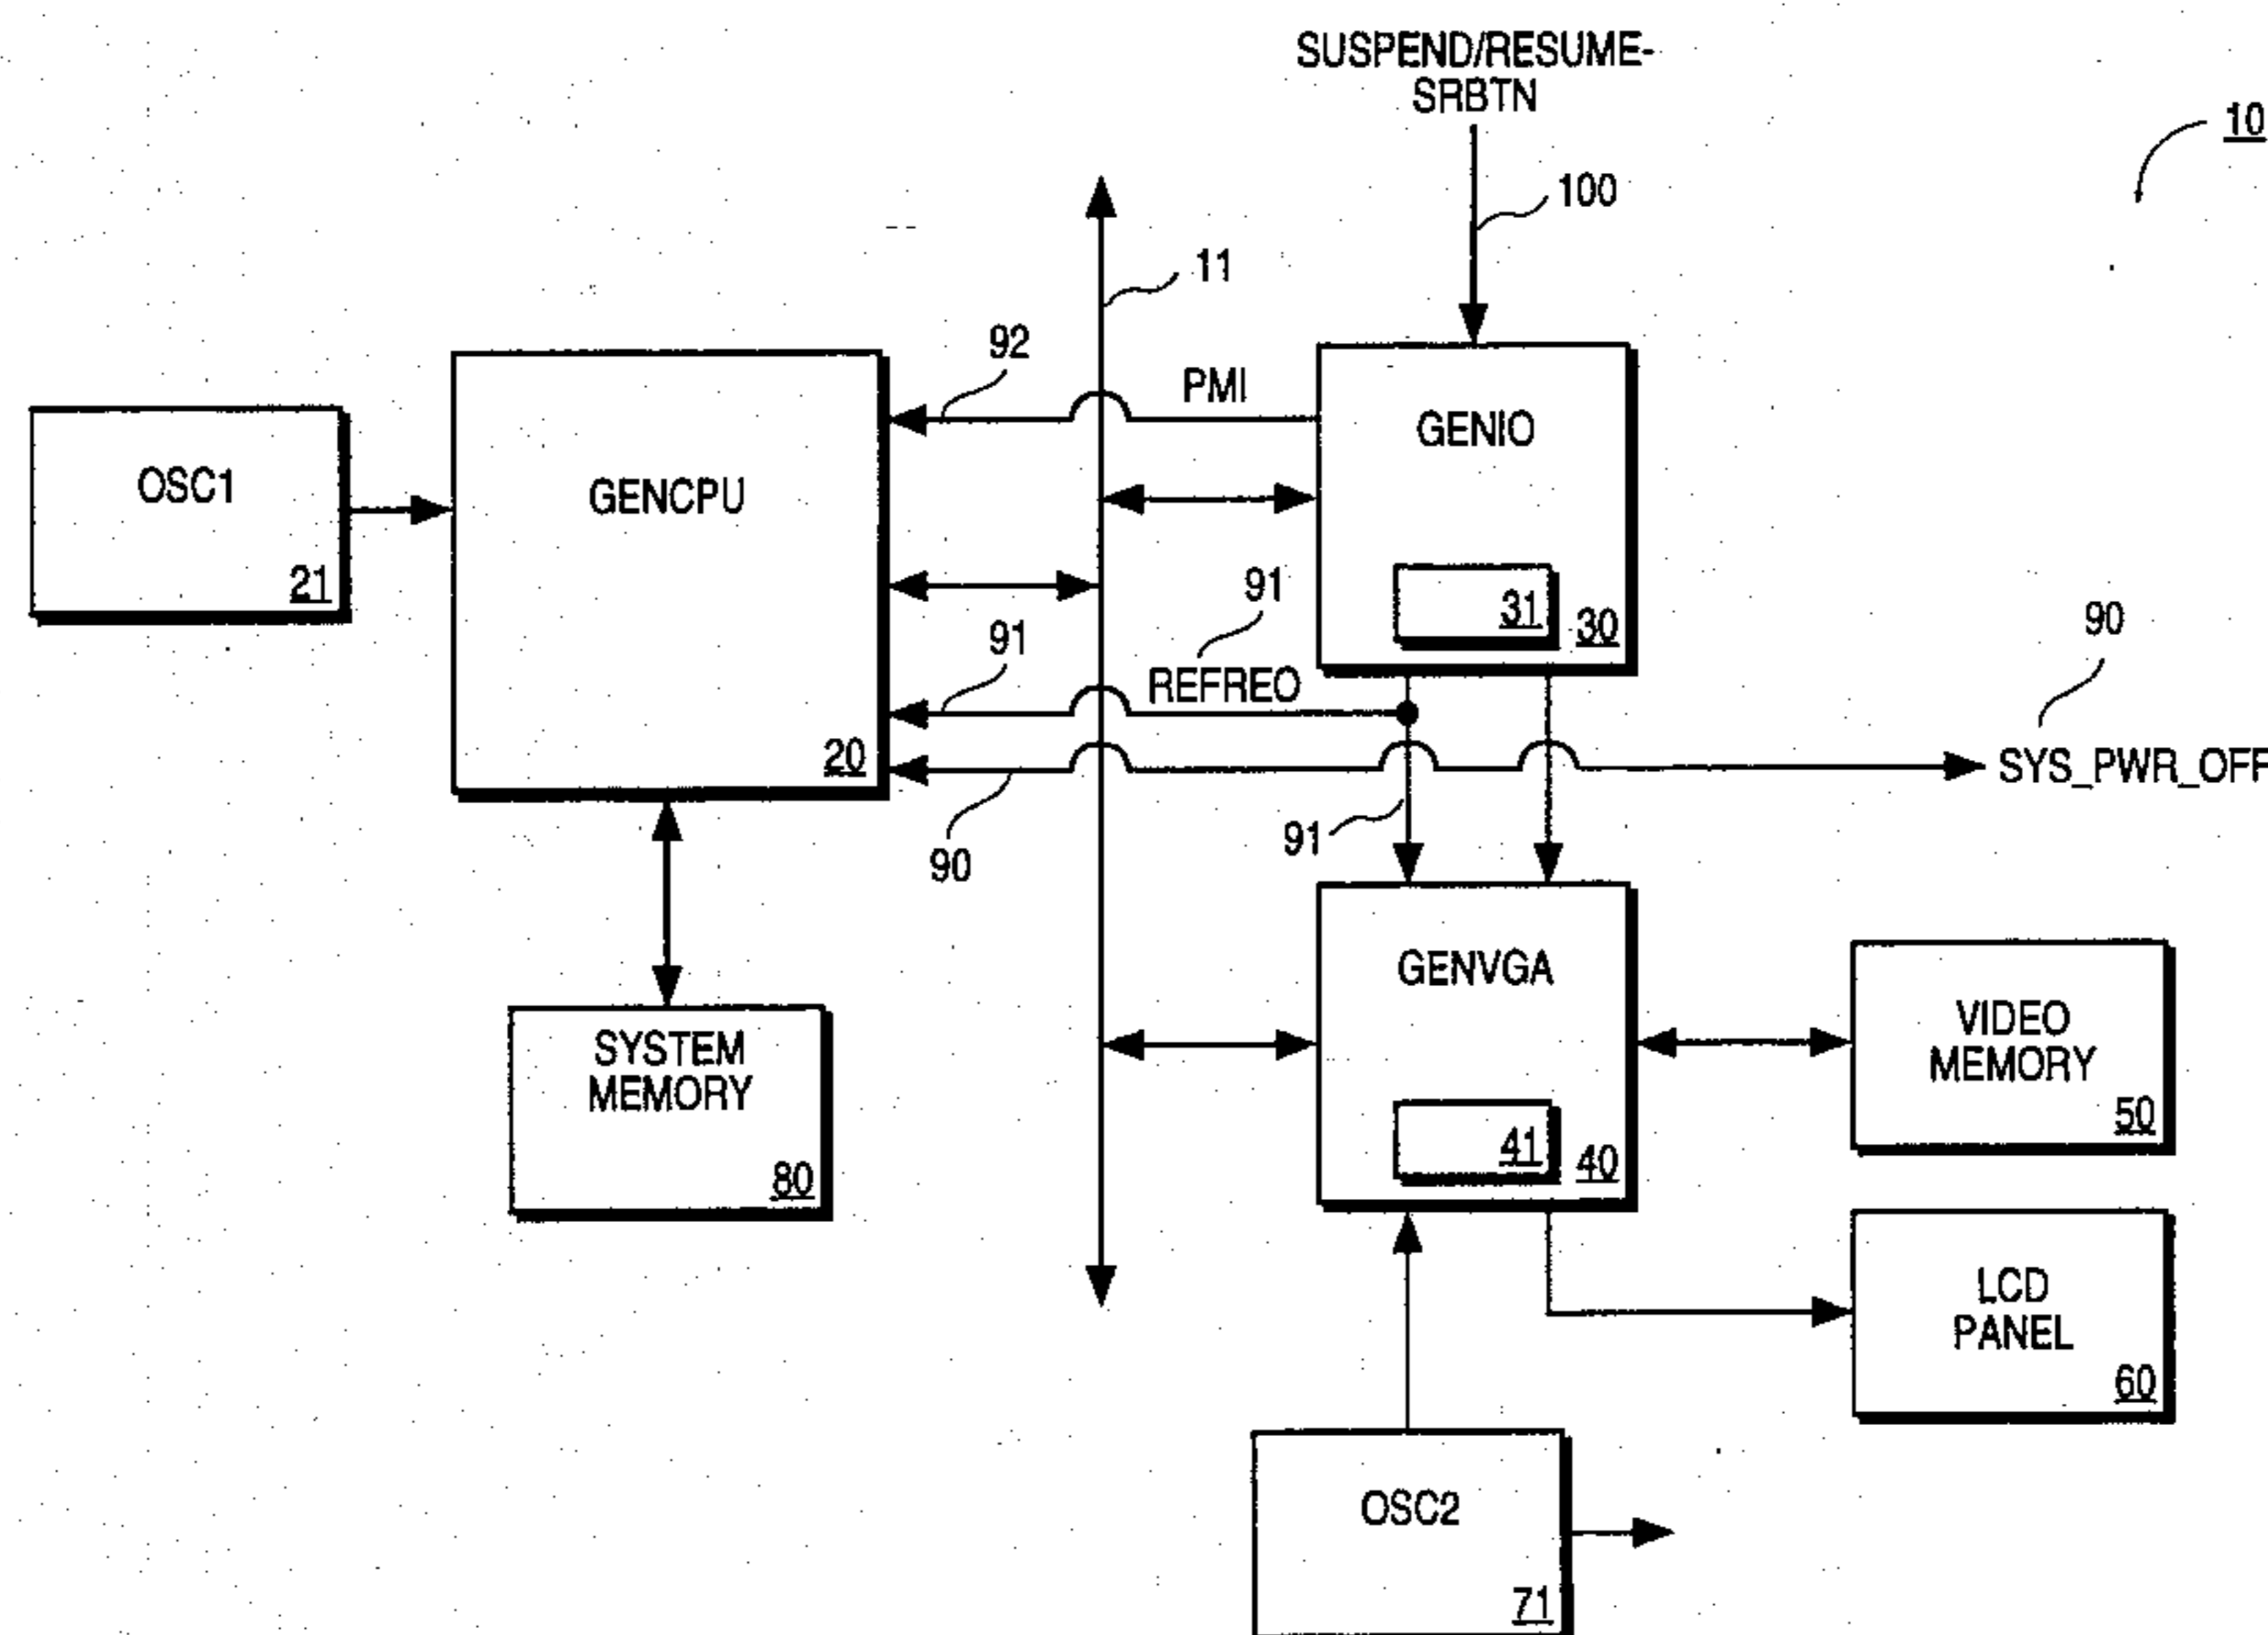 SUSPEND/RESUME-
SRBTN
10
100
11
92
PMI
GENIO
OSC1
21
GENCPU
31
30
91
91
REFREO
90
20
SYS_PWR_OFF
90
91
SYSTEM
MEMORY
80
GENVGA
41
40
VIDEO
MEMORY
50
LCD
PANEL
60
OSC2
71